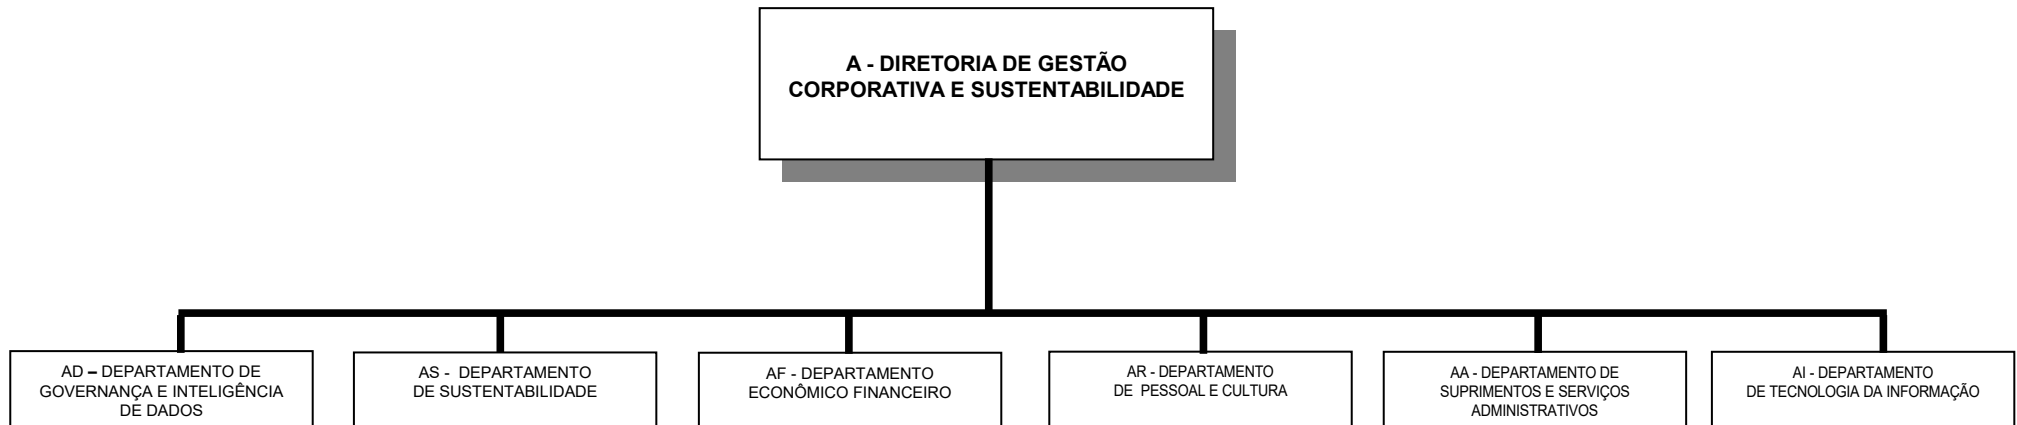 A - DIRETORIA DE GESTÃO
CORPORATIVA E SUSTENTABILIDADE
AD – DEPARTAMENTO DE
GOVERNANÇA E INTELIGÊNCIA
DE DADOS
AS - DEPARTAMENTO
DE SUSTENTABILIDADE
AF - DEPARTAMENTO
ECONÔMICO FINANCEIRO
AR - DEPARTAMENTO
DE PESSOAL E CULTURA
AA - DEPARTAMENTO DE
SUPRIMENTOS E SERVIÇOS
ADMINISTRATIVOS
AI - DEPARTAMENTO
DE TECNOLOGIA DA INFORMAÇÃO